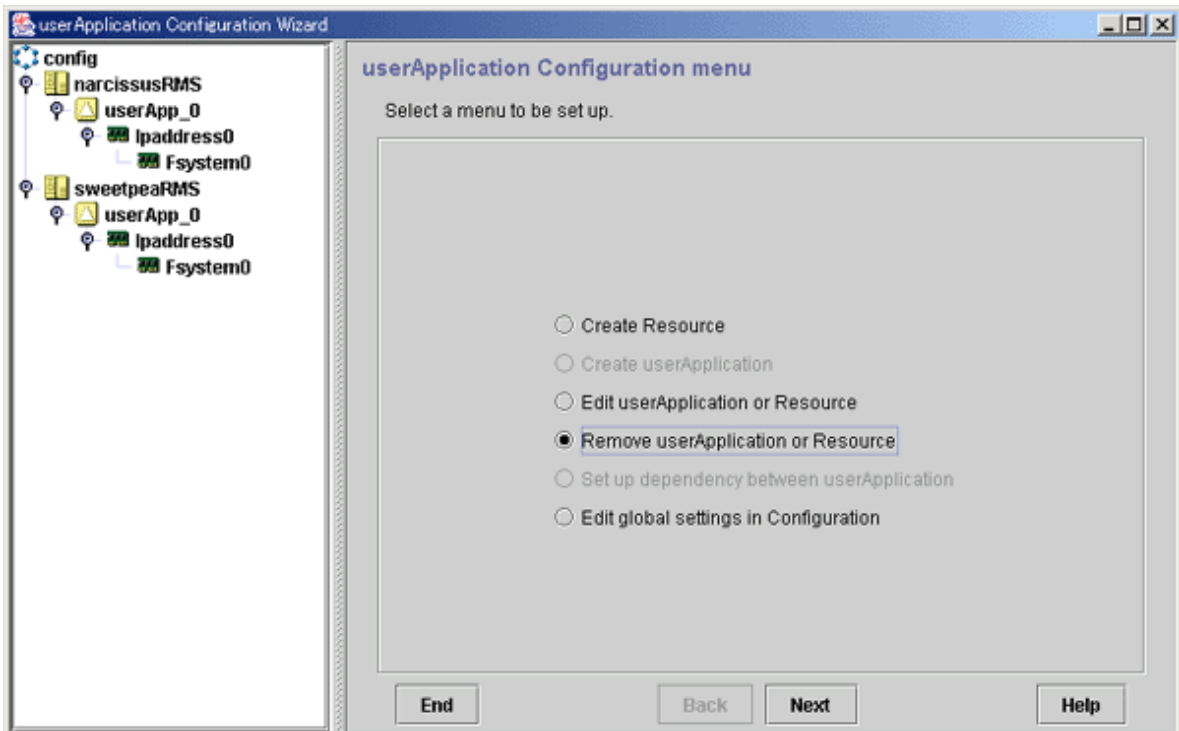 userApplication Configuration Wizard
config
narcissusRMS
userApp_0
Ipaddress0
Fsystem0
sweetpeaRMS
userApp_0
Ipaddress0
Fsystem0
userApplication Configuration menu
Select a menu to be set up.
Create Resource
Create userApplication
Edit userApplication or Resource
Remove userApplication or Resource
Set up dependency between userApplication
Edit global settings in Configuration
End
Back
Next
Help